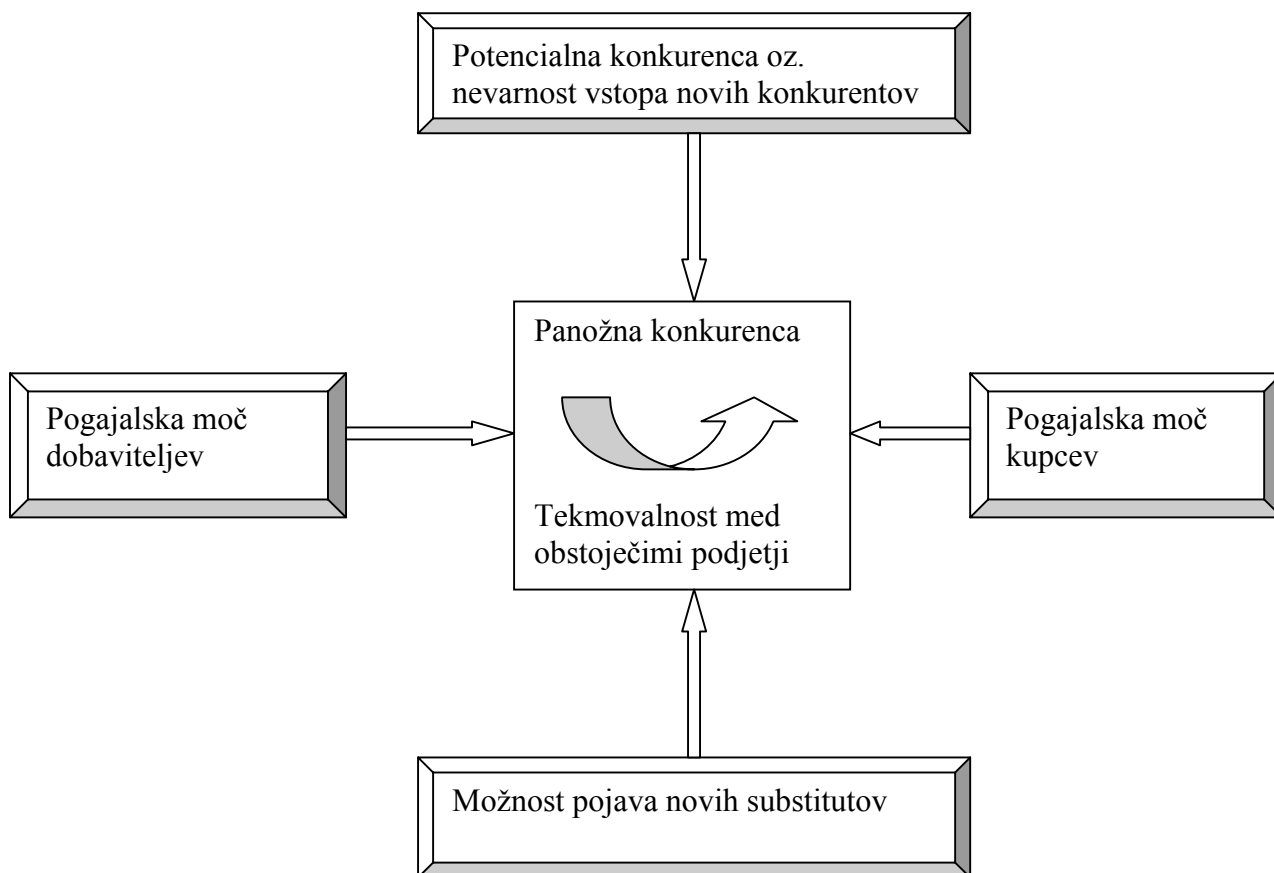 Potencialna konkurenca oz.
nevarnost vstopa novih konkurentov
Panožna konkurenca
Pogajalska moč
dobaviteljev
Pogajalska moč
kupcev
Tekmovalnost med
obstoječimi podjetji
Možnost pojava novih substitutov